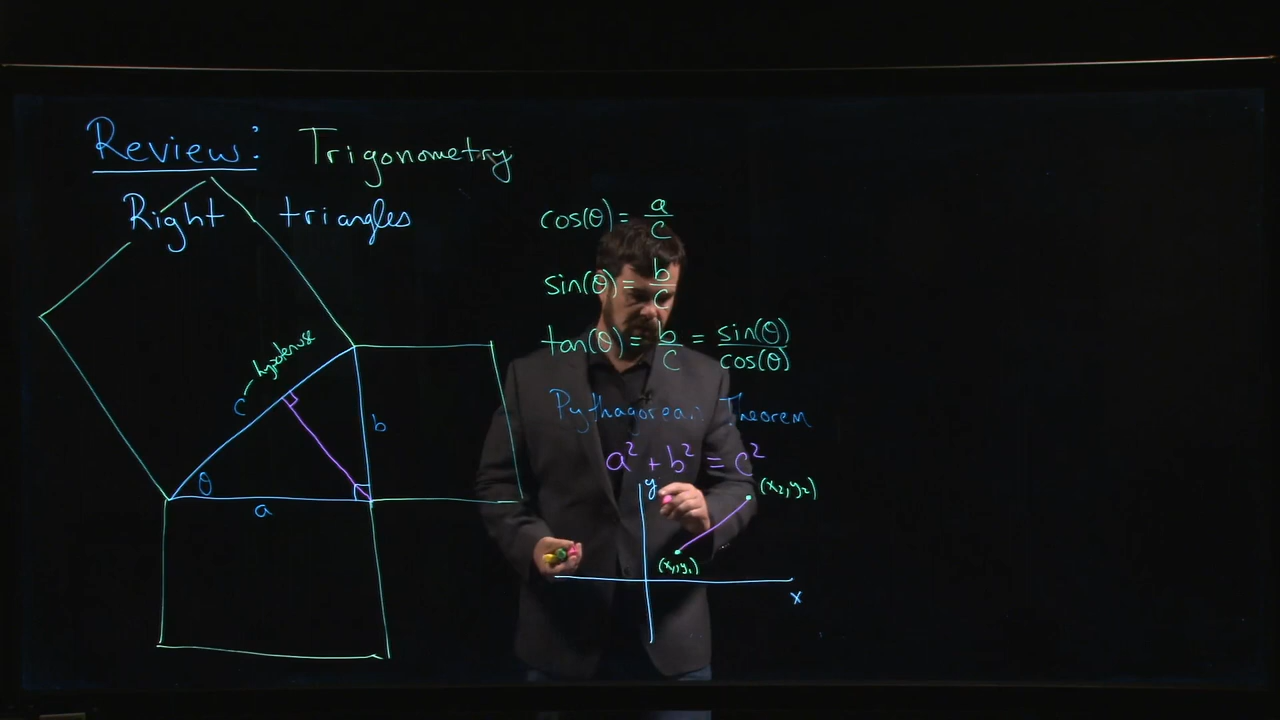 Review: Trigonometry
Right triangles
c
hypotenuse
θ
a
b
cos(θ) = a/c
sin(θ) = b/c
tan(θ) = b/c = sin(θ)/cos(θ)
Pythagorean Theorem
a² + b² = c²
y
(x₂,y₂)
(x₁,y₁)
x